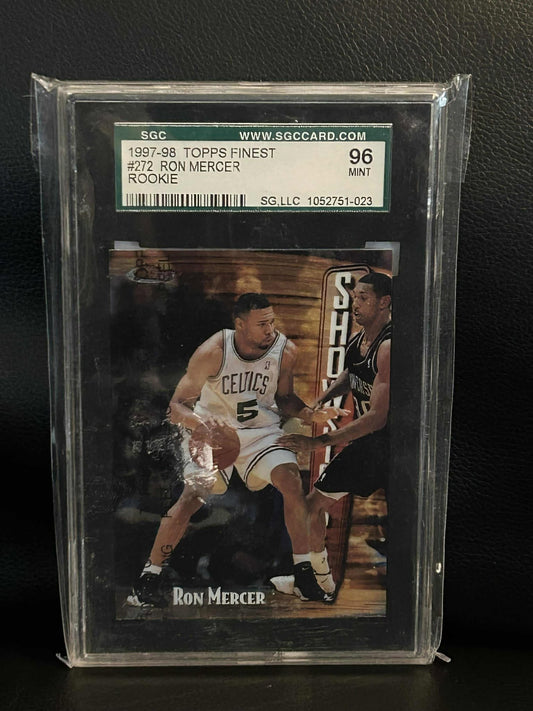 SGC WWW.SGCCARD.COM
1997-98 TOPPS FINEST 96
#272 RON MERCER MINT
ROOKIE
SG,LLC 1052751-023
CELTICS
5
RON MERCER